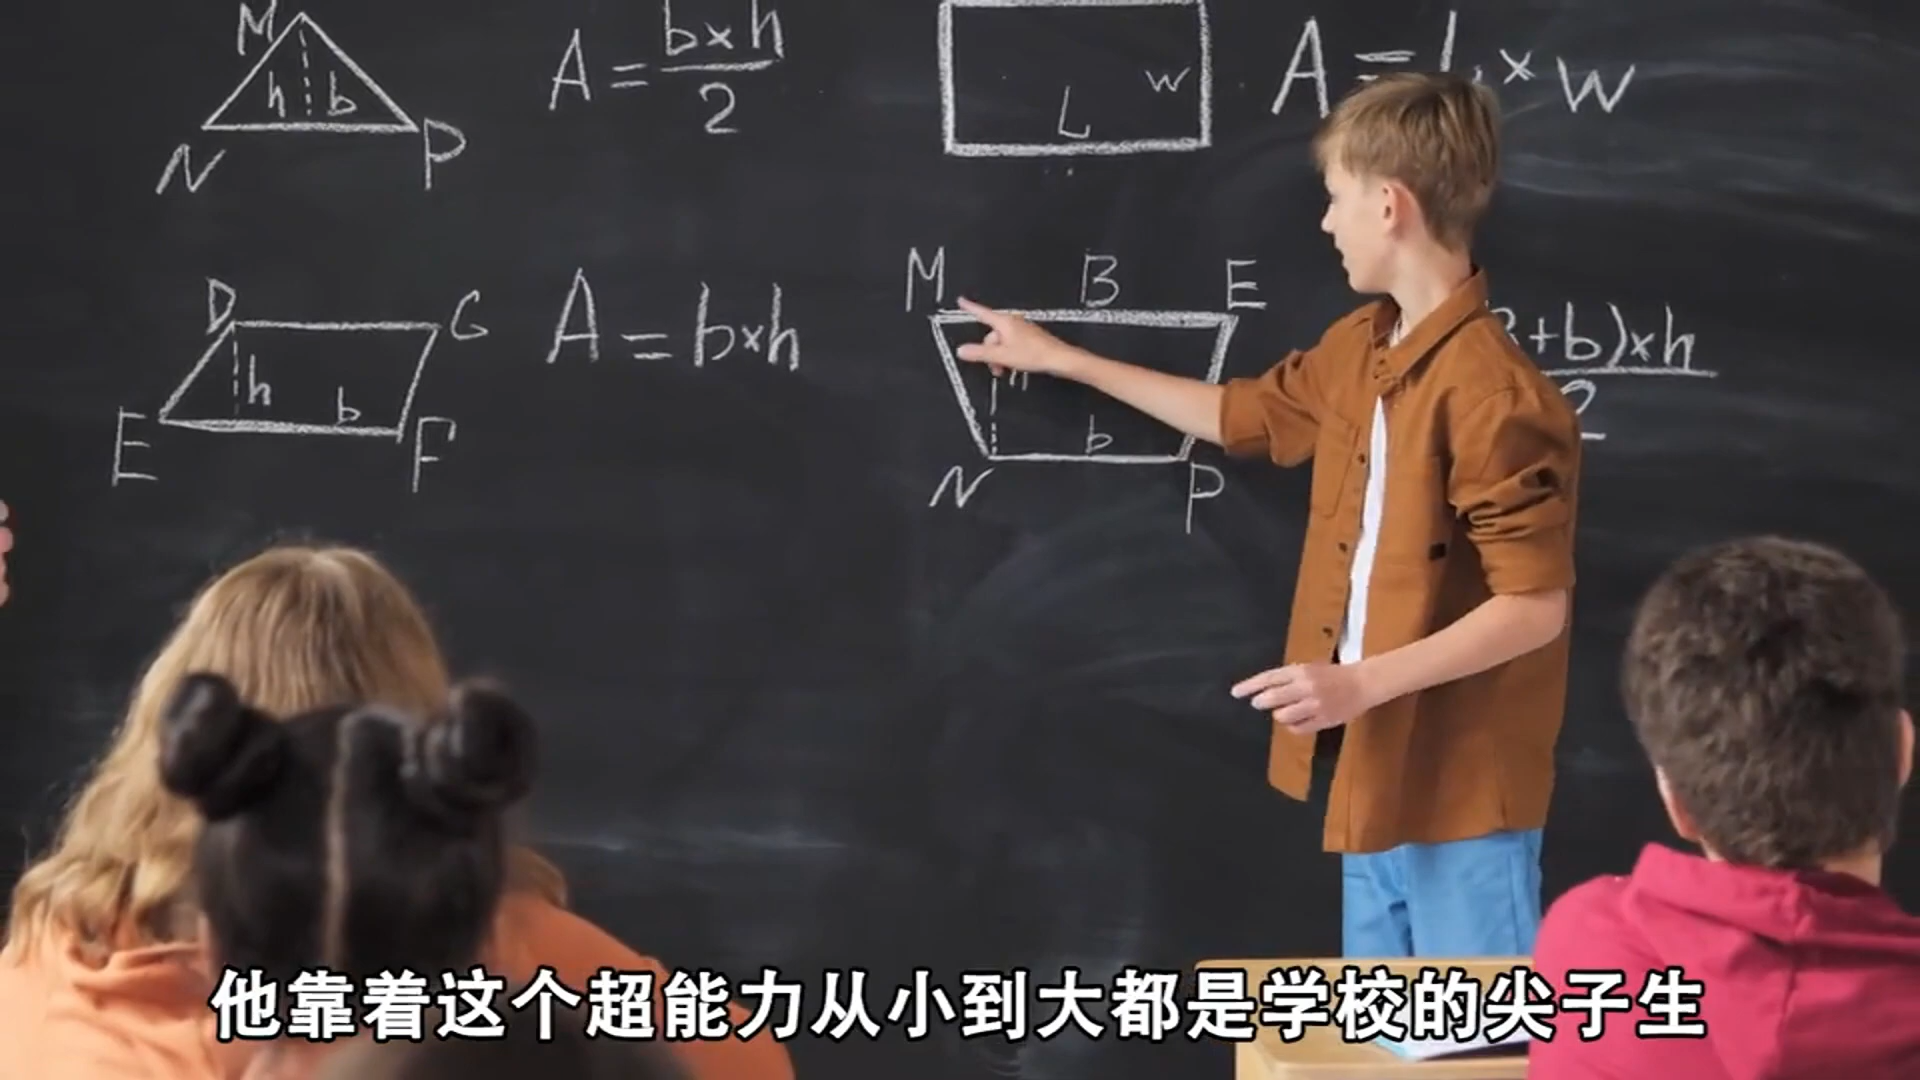 M
h b
N P
A = b×h
2
L w
A = L × w
D G
h b
E F
A = b×h
M B E
h b
N P
+b)×h
2
他靠着这个超能力从小到大都是学校的尖子生